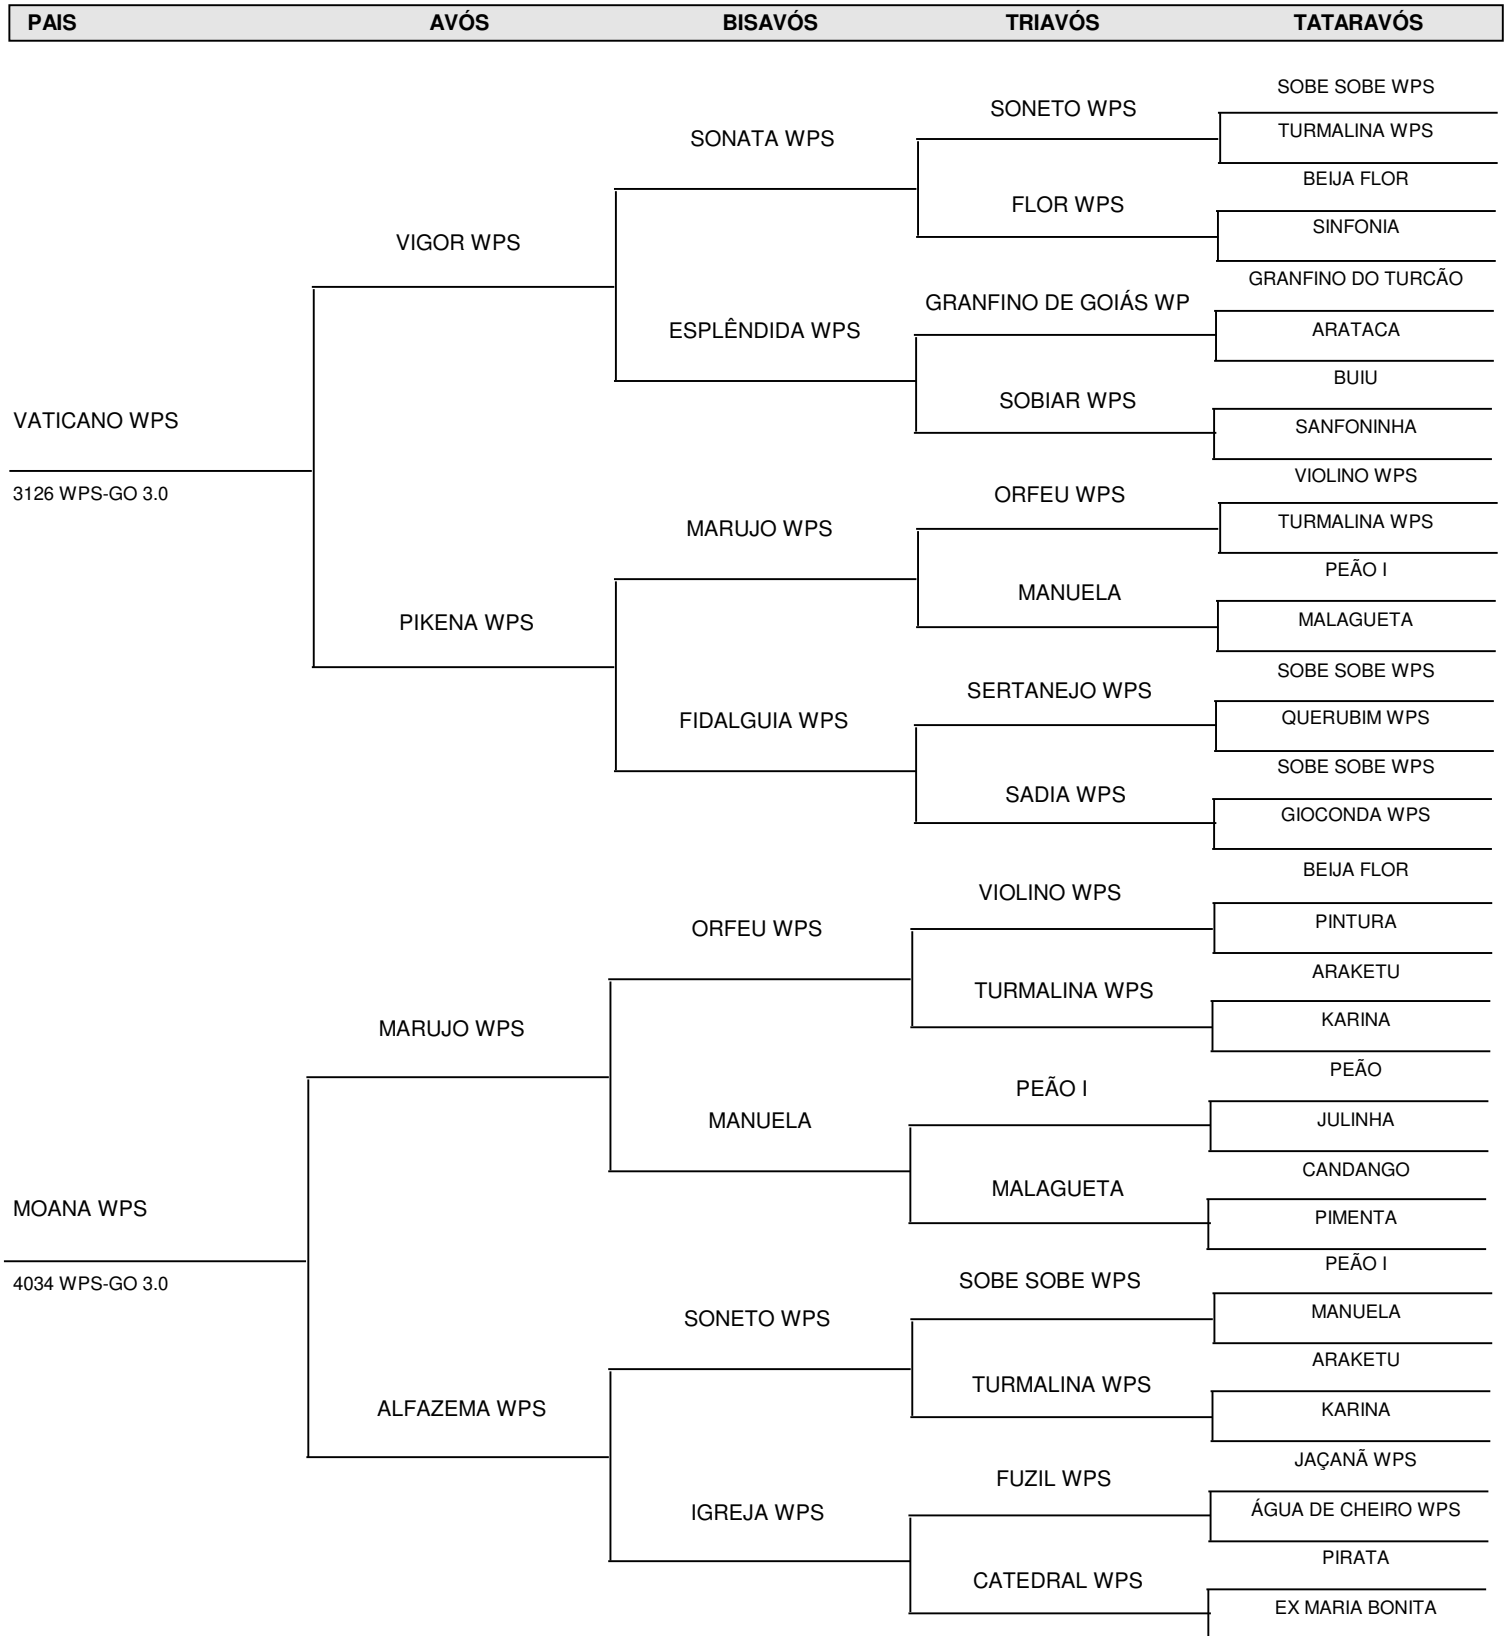 PAIS AVÓS BISAVÓS TRIAVÓS TATARAVÓS
SOBE SOBE WPS
SONETO WPS
TURMALINA WPS
SONATA WPS
BEIJA FLOR
FLOR WPS
SINFONIA
VIGOR WPS
GRANFINO DO TURCÃO
GRANFINO DE GOIÁS WP
ESPLÊNDIDA WPS
ARATACA
BUIU
SOBIAR WPS
VATICANO WPS
SANFONINHA
VIOLINO WPS
3126 WPS-GO 3.0
ORFEU WPS
TURMALINA WPS
MARUJO WPS
PEÃO I
MANUELA
MALAGUETA
PIKENA WPS
SOBE SOBE WPS
SERTANEJO WPS
FIDALGUIA WPS
QUERUBIM WPS
SOBE SOBE WPS
SADIA WPS
GIOCONDA WPS
BEIJA FLOR
VIOLINO WPS
PINTURA
ORFEU WPS
ARAKETU
TURMALINA WPS
KARINA
MARUJO WPS
PEÃO
PEÃO I
MANUELA
JULINHA
CANDANGO
MALAGUETA
MOANA WPS
PIMENTA
PEÃO I
4034 WPS-GO 3.0
SOBE SOBE WPS
MANUELA
SONETO WPS
ARAKETU
TURMALINA WPS
ALFAZEMA WPS
KARINA
JAÇANÃ WPS
FUZIL WPS
IGREJA WPS
ÁGUA DE CHEIRO WPS
PIRATA
CATEDRAL WPS
EX MARIA BONITA